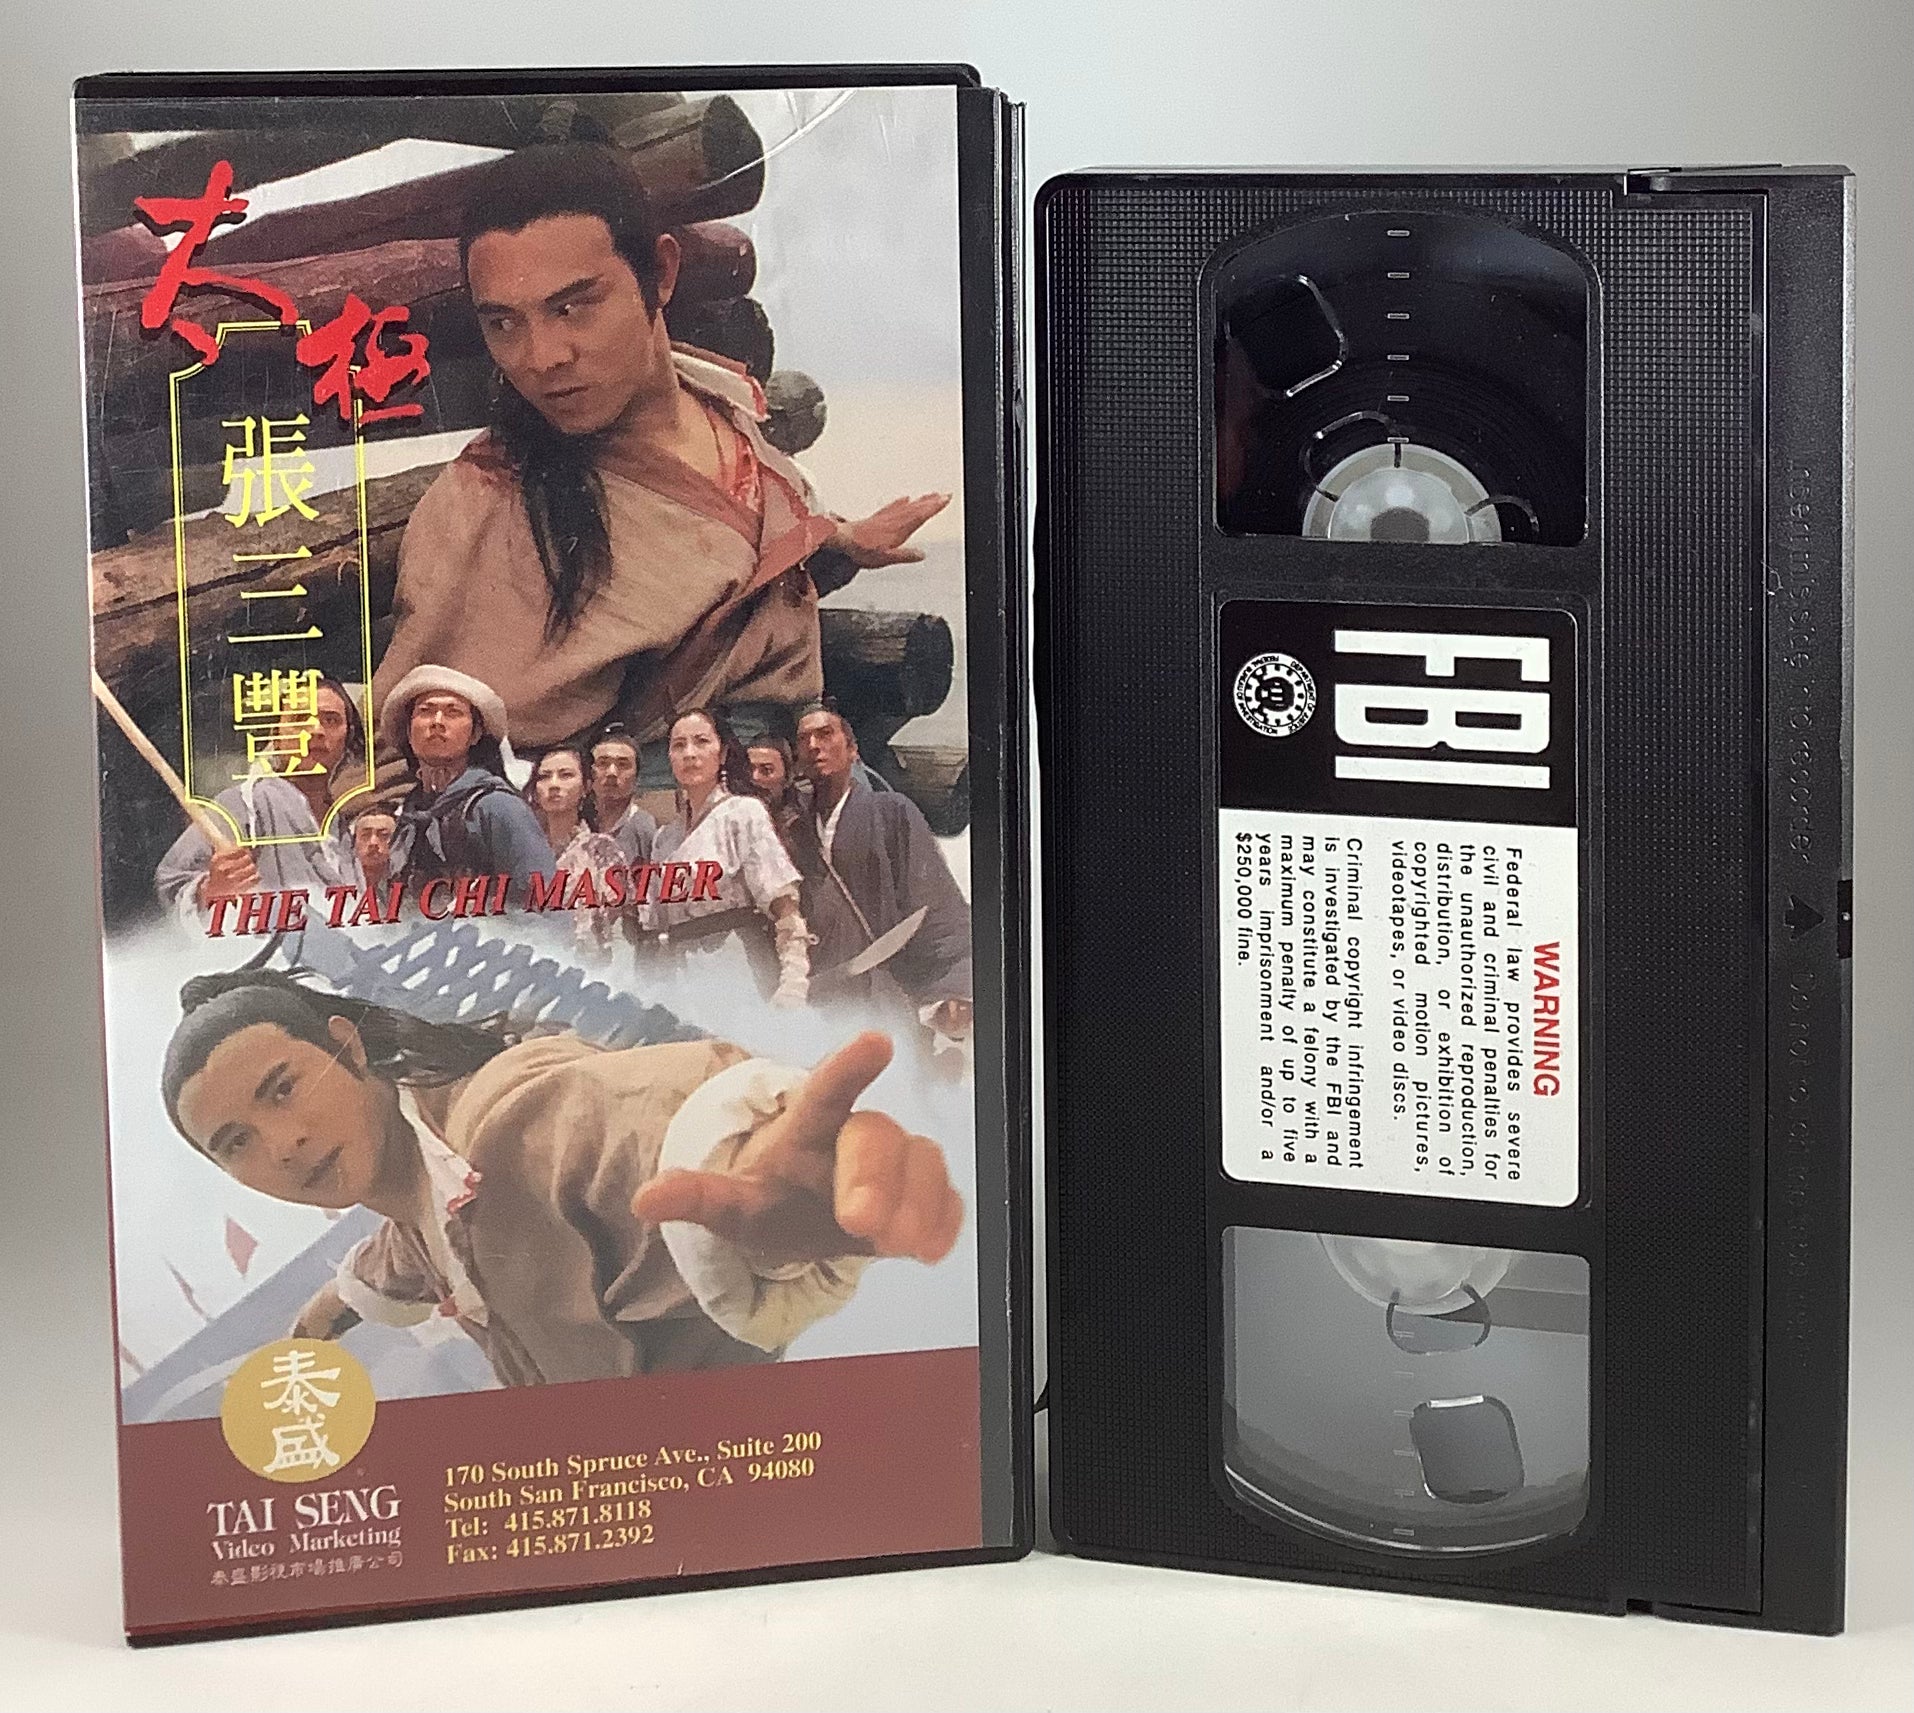 太極
張三豐
THE TAI CHI MASTER
泰盛
TAI SENG
Video Marketing
泰盛影視市場推廣公司
170 South Spruce Ave., Suite 200
South San Francisco, CA 94080
Tel: 415.871.8118
Fax: 415.871.2392
FBI
WARNING
Federal law provides severe
civil and criminal penalties for
the unauthorized reproduction,
distribution, or exhibition of
copyrighted motion pictures,
videotapes, or video discs.
Criminal copyright infringement
is investigated by the FBI and
may constitute a felony with a
maximum penalty of up to five
years imprisonment and/or a
$250,000 fine.